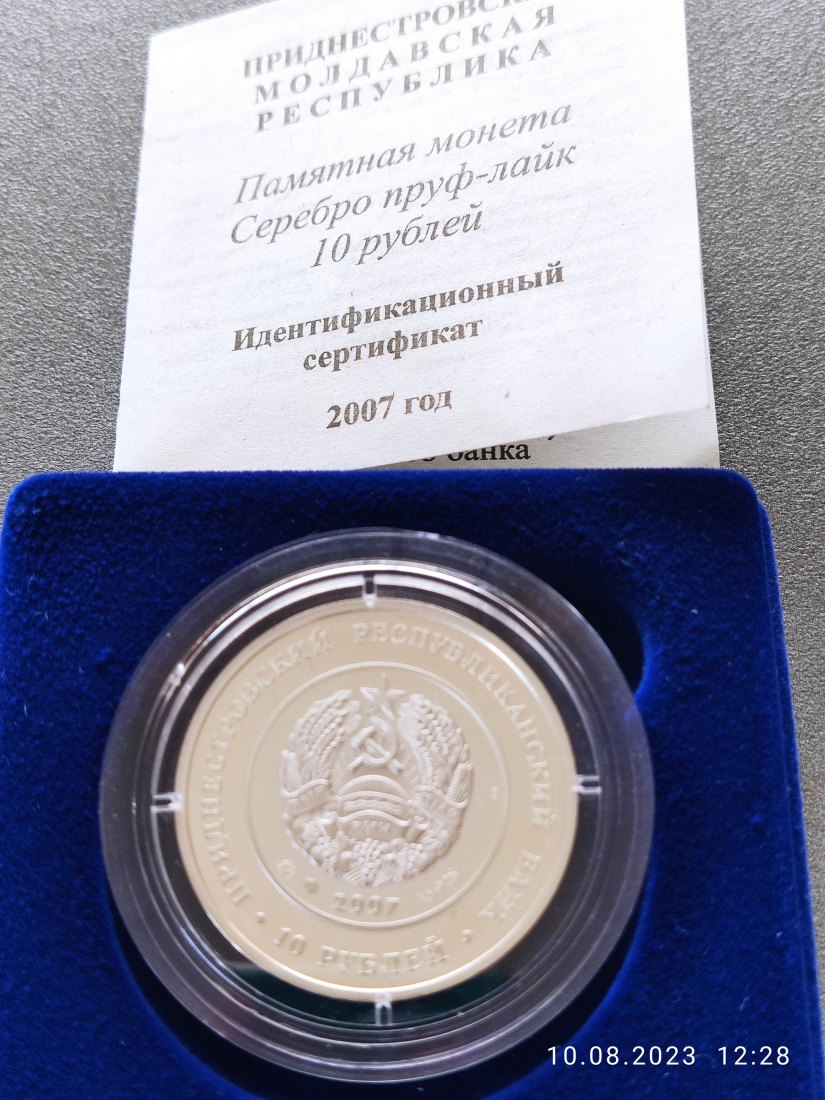 ПРИДНЕСТРОВСКАЯ
МОЛДАВСКАЯ
РЕСПУБЛИКА
Памятная монета
Серебро пруф-лайк
10 рублей
Идентификационный
сертификат
2007 год
банка
ПРИДНЕСТРОВСКИЙ РЕСПУБЛИКАНСКИЙ БАНК
2007
• 10 РУБЛЕЙ •
10.08.2023 12:28